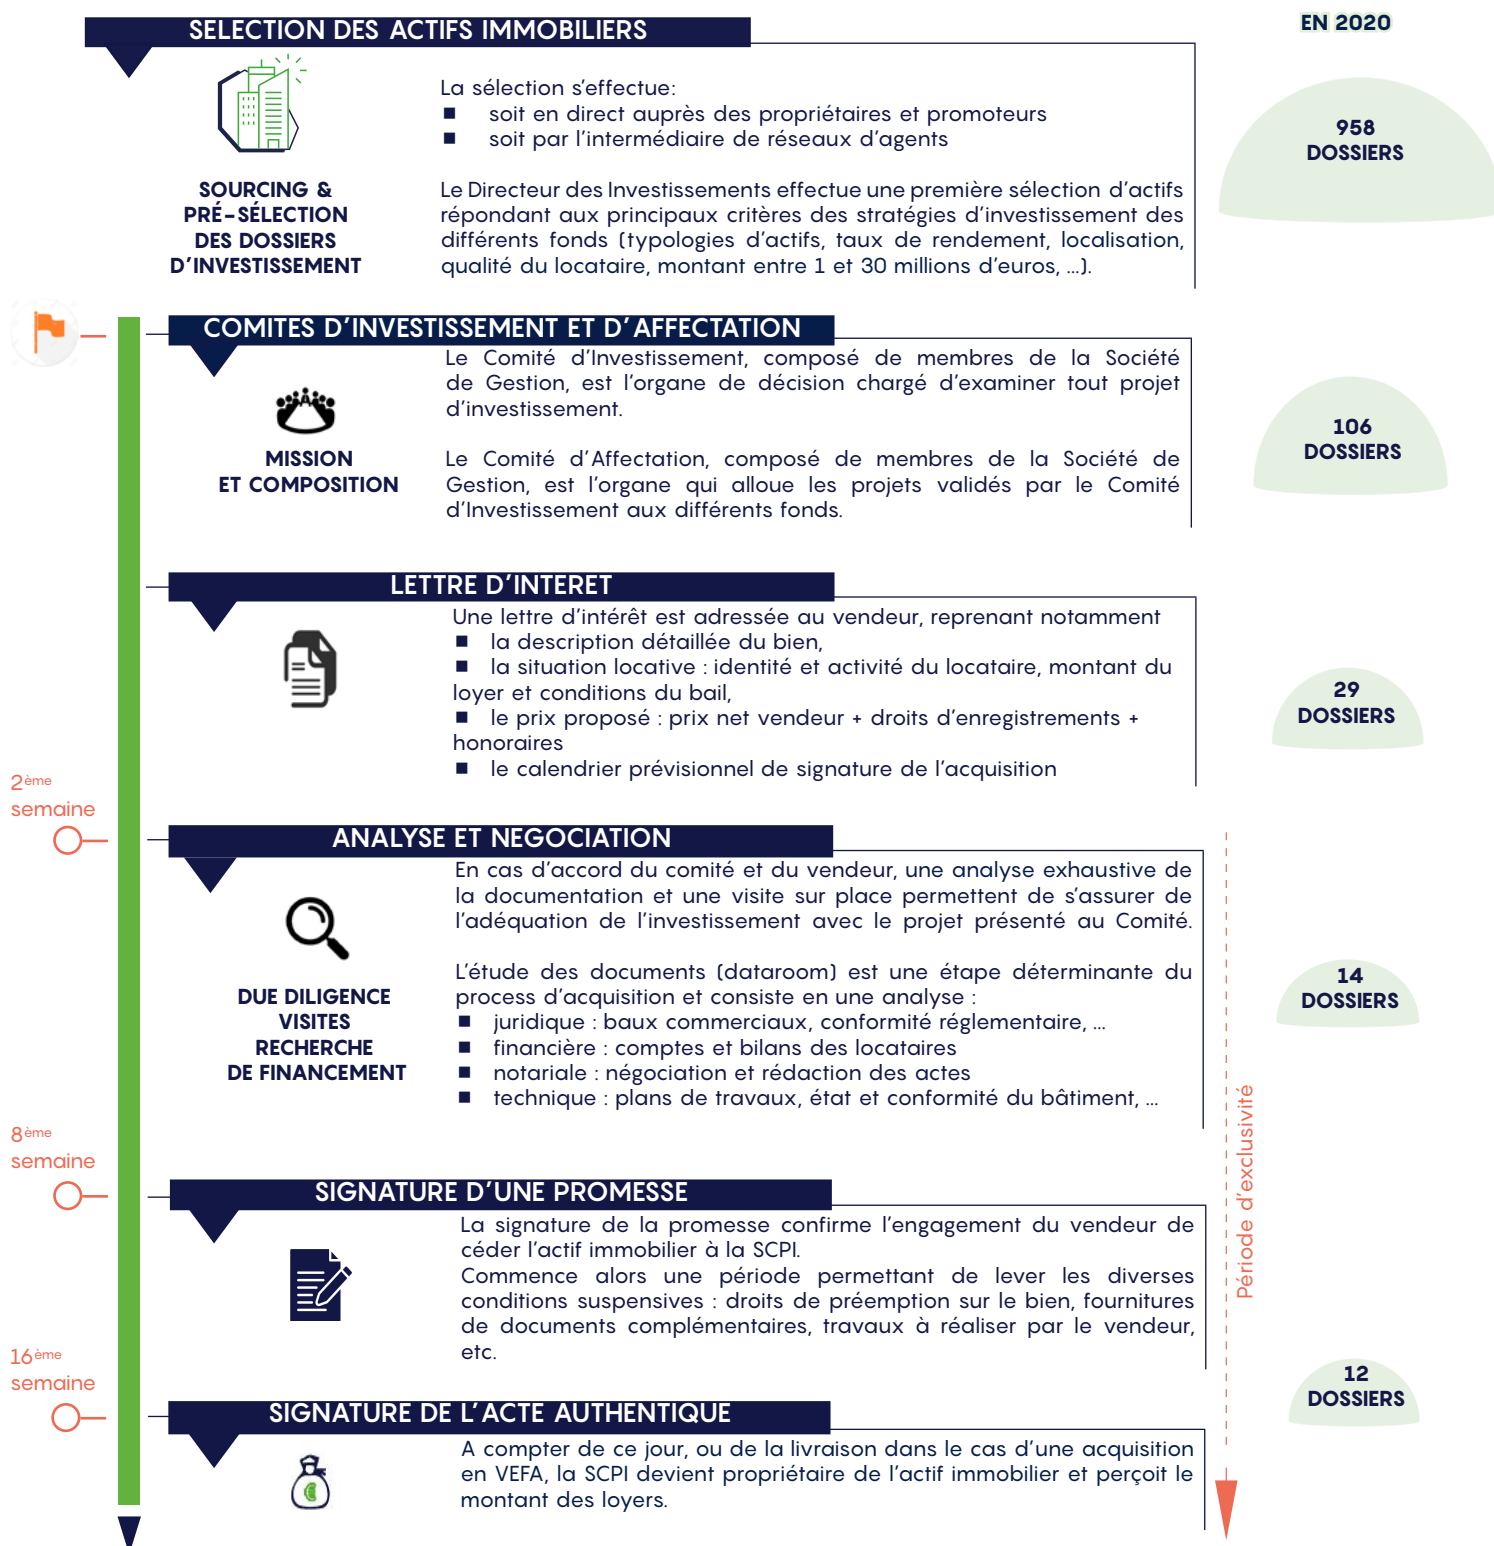 SELECTION DES ACTIFS IMMOBILIERS
EN 2020
La sélection s'effectue:
■ soit en direct auprès des propriétaires et promoteurs
■ soit par l'intermédiaire de réseaux d'agents
958
DOSSIERS
SOURCING &
PRÉ-SÉLECTION
DES DOSSIERS
D'INVESTISSEMENT
Le Directeur des Investissements effectue une première sélection d'actifs
répondant aux principaux critères des stratégies d'investissement des
différents fonds (typologies d'actifs, taux de rendement, localisation,
qualité du locataire, montant entre 1 et 30 millions d'euros, ...).
COMITES D'INVESTISSEMENT ET D'AFFECTATION
Le Comité d'Investissement, composé de membres de la Société
de Gestion, est l'organe de décision chargé d'examiner tout projet
d'investissement.
MISSION
ET COMPOSITION
Le Comité d'Affectation, composé de membres de la Société de
Gestion, est l'organe qui alloue les projets validés par le Comité
d'Investissement aux différents fonds.
106
DOSSIERS
LETTRE D'INTERET
Une lettre d'intérêt est adressée au vendeur, reprenant notamment
■ la description détaillée du bien,
■ la situation locative : identité et activité du locataire, montant du
loyer et conditions du bail,
■ le prix proposé : prix net vendeur + droits d'enregistrements +
honoraires
■ le calendrier prévisionnel de signature de l'acquisition
29
DOSSIERS
2ème
semaine
ANALYSE ET NEGOCIATION
En cas d'accord du comité et du vendeur, une analyse exhaustive de
la documentation et une visite sur place permettent de s'assurer de
l'adéquation de l'investissement avec le projet présenté au Comité.
DUE DILIGENCE
VISITES
RECHERCHE
DE FINANCEMENT
L'étude des documents (dataroom) est une étape déterminante du
process d'acquisition et consiste en une analyse :
■ juridique : baux commerciaux, conformité réglementaire, ...
■ financière : comptes et bilans des locataires
■ notariale : négociation et rédaction des actes
■ technique : plans de travaux, état et conformité du bâtiment, ...
14
DOSSIERS
Période d'exclusivité
8ème
semaine
SIGNATURE D'UNE PROMESSE
La signature de la promesse confirme l'engagement du vendeur de
céder l'actif immobilier à la SCPI.
Commence alors une période permettant de lever les diverses
conditions suspensives : droits de préemption sur le bien, fournitures
de documents complémentaires, travaux à réaliser par le vendeur,
etc.
16ème
semaine
12
DOSSIERS
SIGNATURE DE L'ACTE AUTHENTIQUE
A compter de ce jour, ou de la livraison dans le cas d'une acquisition
en VEFA, la SCPI devient propriétaire de l'actif immobilier et perçoit le
montant des loyers.